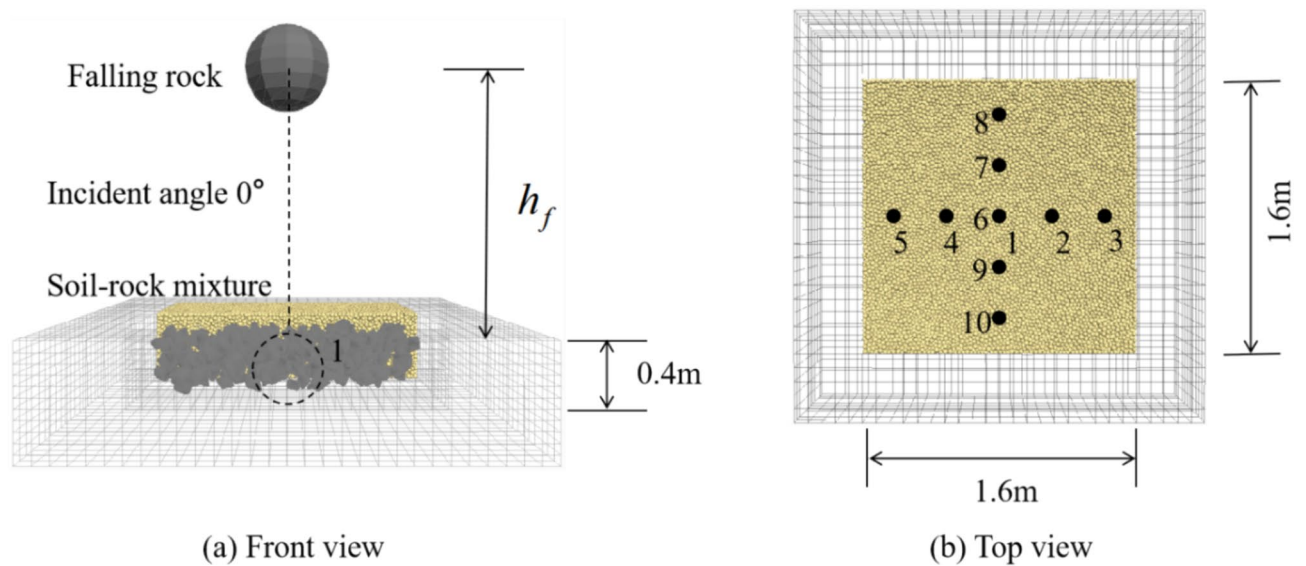 Falling rock
Incident angle 0°
h_f
Soil-rock mixture
1
0.4m
(a) Front view
8
7
6
5 4 1 2 3
9
10
1.6m
1.6m
(b) Top view